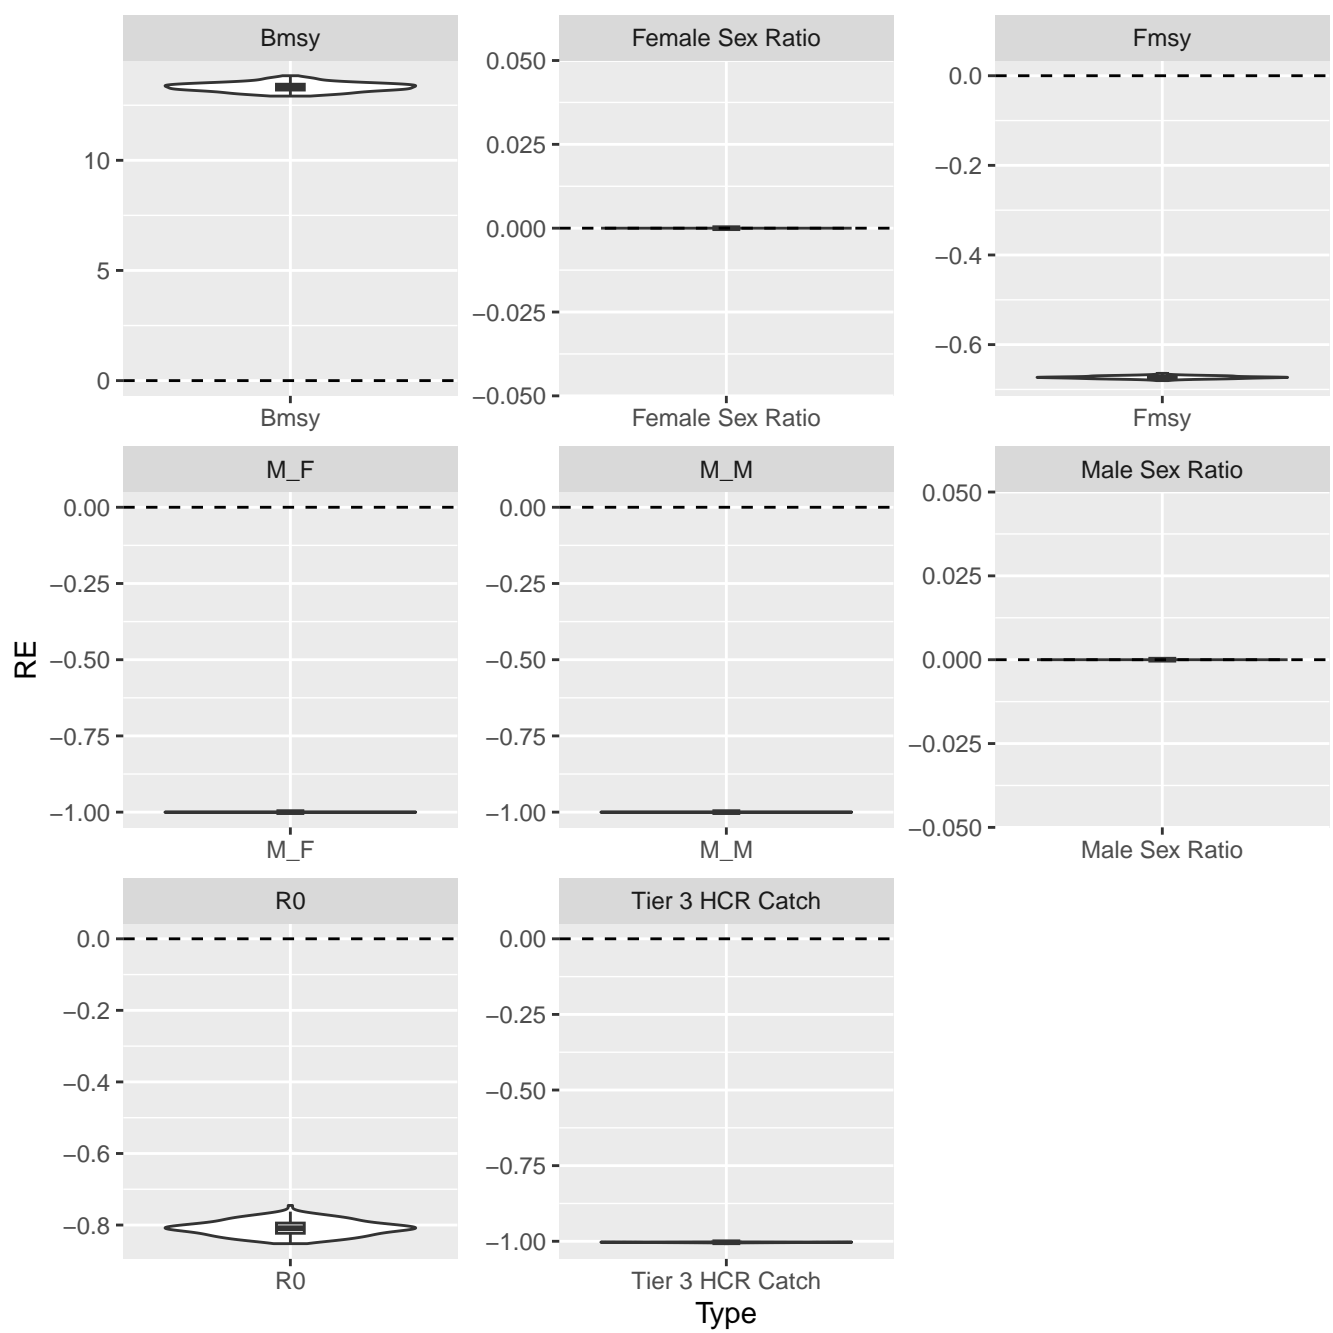 Bmsy
Female Sex Ratio
Fmsy
10
5
0
0.050
0.025
0.000
−0.025
−0.050
0.0
−0.2
−0.4
−0.6
Bmsy
Female Sex Ratio
Fmsy
M_F
M_M
Male Sex Ratio
RE
0.00
−0.25
−0.50
−0.75
−1.00
0.00
−0.25
−0.50
−0.75
−1.00
0.050
0.025
0.000
−0.025
−0.050
M_F
M_M
Male Sex Ratio
R0
Tier 3 HCR Catch
0.0
−0.2
−0.4
−0.6
−0.8
0.00
−0.25
−0.50
−0.75
−1.00
R0
Tier 3 HCR Catch
Type